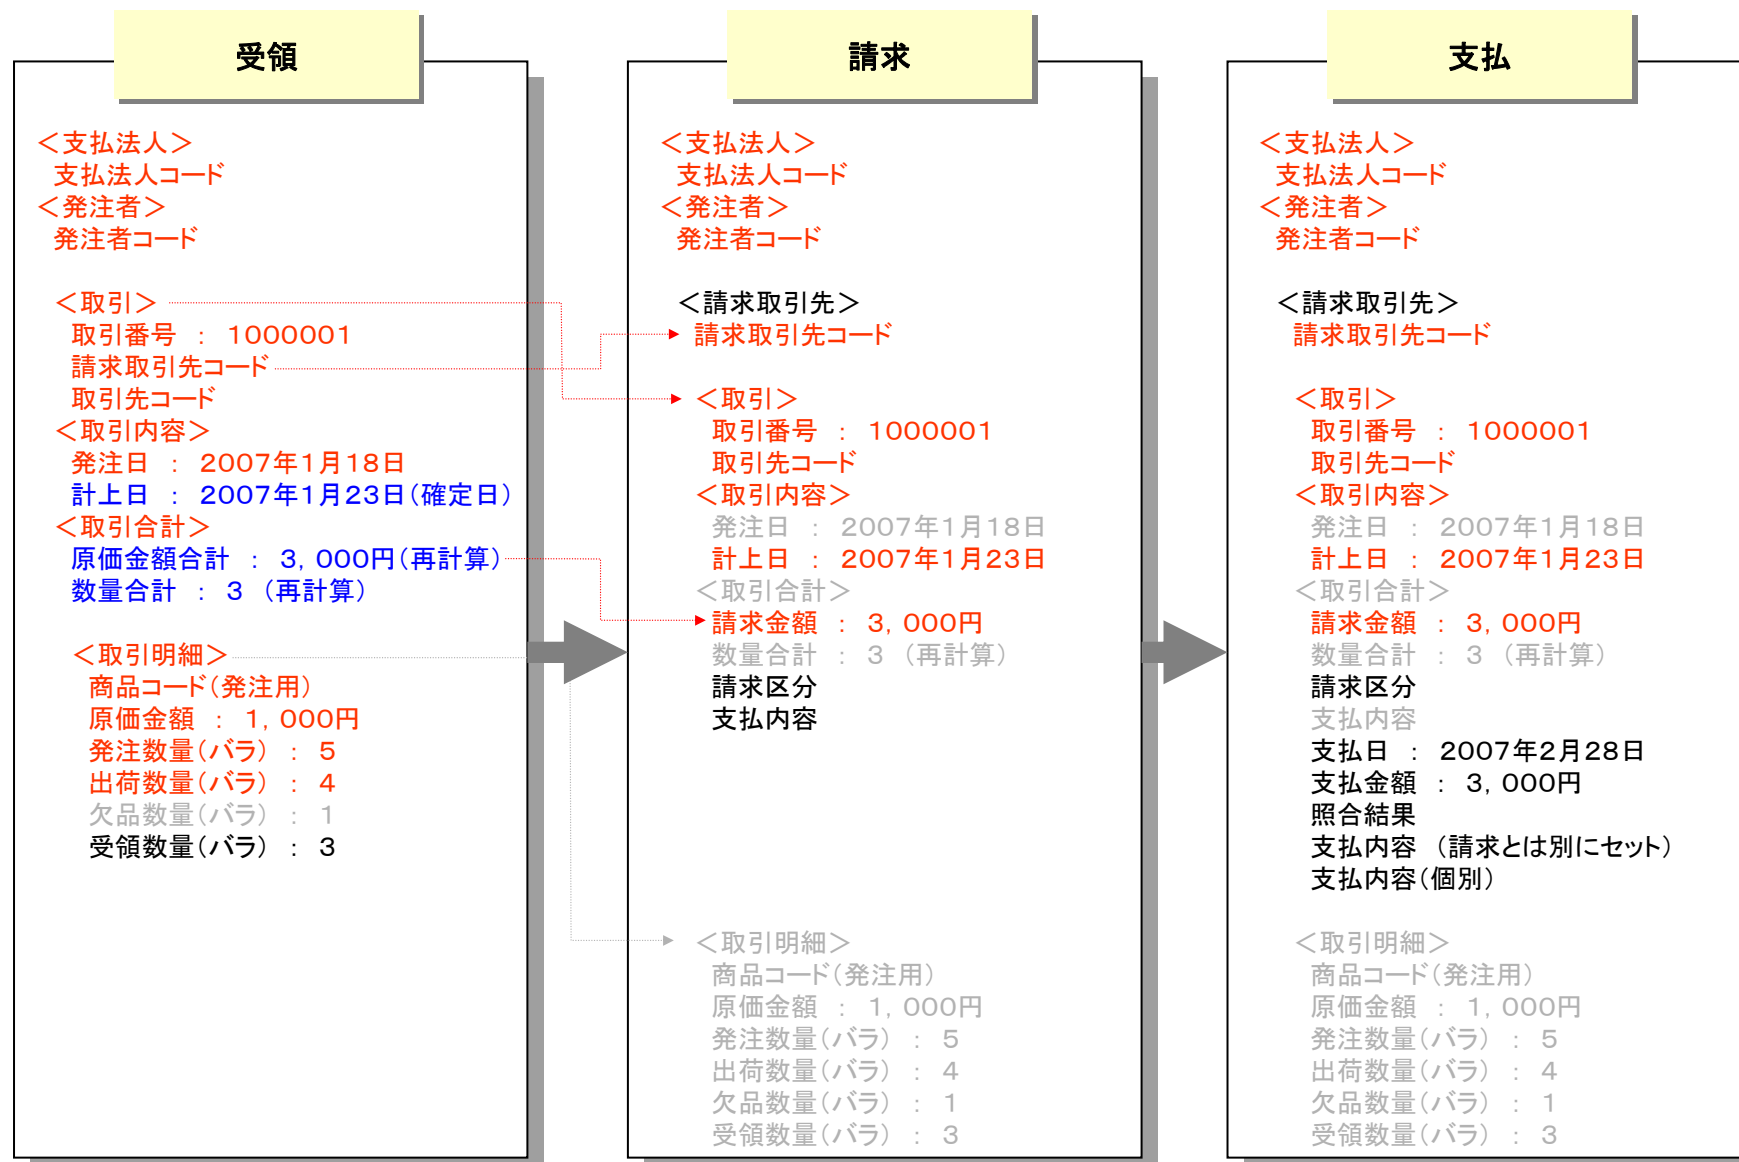 受領
<支払法人>
支払法人コード
<発注者>
発注者コード
<取引>
取引番号 : 1000001
請求取引先コード
取引先コード
<取引内容>
発注日 : 2007年1月18日
計上日 : 2007年1月23日(確定日)
<取引合計>
原価金額合計 : 3,000円(再計算)
数量合計 : 3 (再計算)
<取引明細>
商品コード(発注用)
原価金額 : 1,000円
発注数量(バラ) : 5
出荷数量(バラ) : 4
欠品数量(バラ) : 1
受領数量(バラ) : 3
請求
<支払法人>
支払法人コード
<発注者>
発注者コード
<請求取引先>
請求取引先コード
<取引>
取引番号 : 1000001
取引先コード
<取引内容>
発注日 : 2007年1月18日
計上日 : 2007年1月23日
<取引合計>
請求金額 : 3,000円
数量合計 : 3 (再計算)
請求区分
支払内容
<取引明細>
商品コード(発注用)
原価金額 : 1,000円
発注数量(バラ) : 5
出荷数量(バラ) : 4
欠品数量(バラ) : 1
受領数量(バラ) : 3
支払
<支払法人>
支払法人コード
<発注者>
発注者コード
<請求取引先>
請求取引先コード
<取引>
取引番号 : 1000001
取引先コード
<取引内容>
発注日 : 2007年1月18日
計上日 : 2007年1月23日
<取引合計>
請求金額 : 3,000円
数量合計 : 3 (再計算)
請求区分
支払内容
支払日 : 2007年2月28日
支払金額 : 3,000円
照合結果
支払内容 (請求とは別にセット)
支払内容(個別)
<取引明細>
商品コード(発注用)
原価金額 : 1,000円
発注数量(バラ) : 5
出荷数量(バラ) : 4
欠品数量(バラ) : 1
受領数量(バラ) : 3